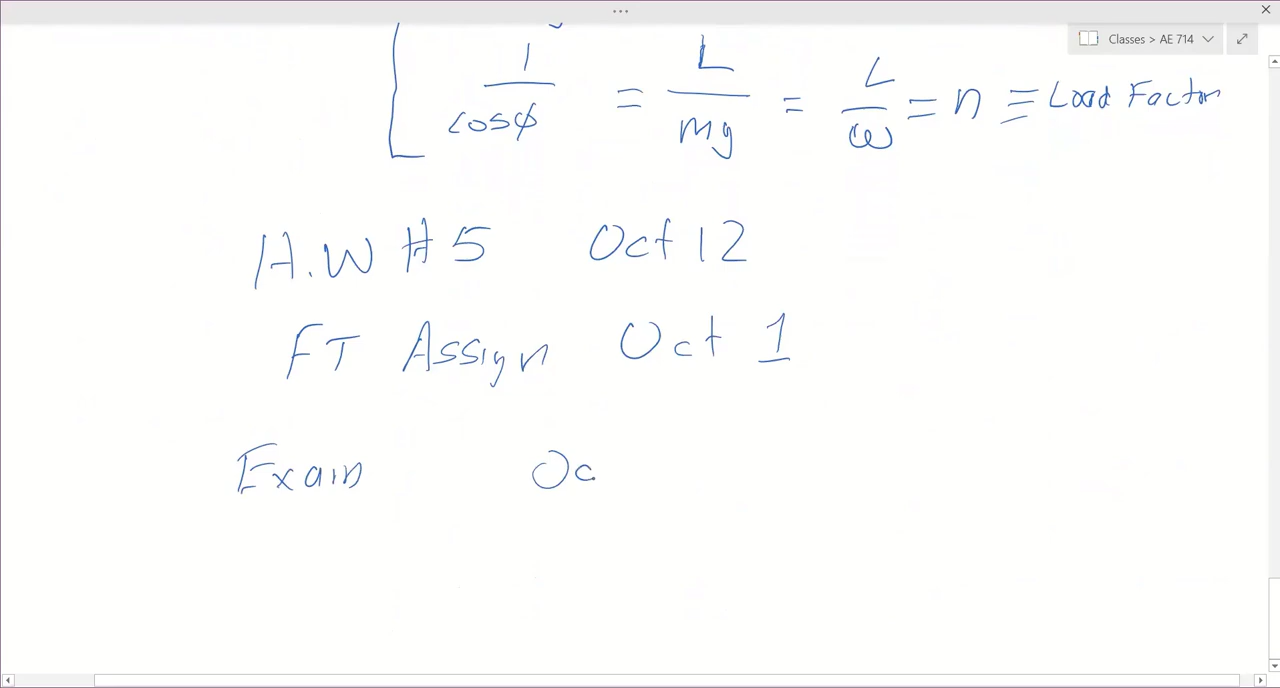 Classes > AE 714
1/cosφ = L/mg = L/ω = n ≡ Load Factor
H.W # 5 Oct 12
FT Assign Oct 1
Exam Oc